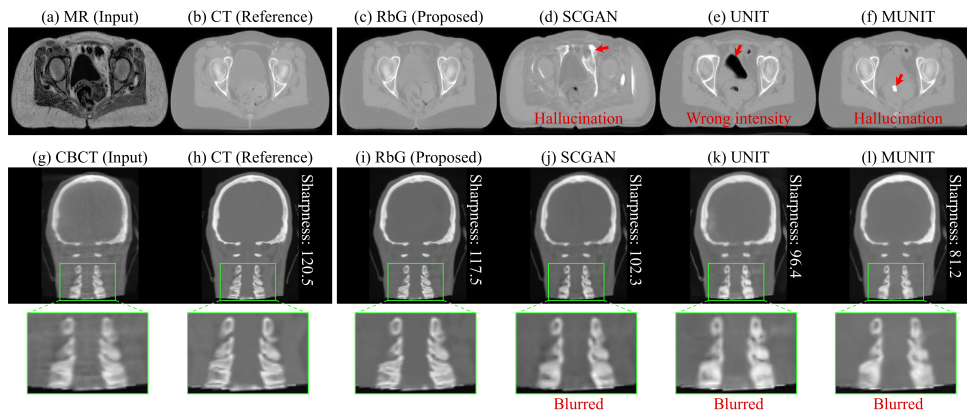 (a) MR (Input)
(b) CT (Reference)
(c) RbG (Proposed)
(d) SCGAN
(e) UNIT
(f) MUNIT
Hallucination
Wrong intensity
Hallucination
(g) CBCT (Input)
(h) CT (Reference)
(i) RbG (Proposed)
(j) SCGAN
(k) UNIT
(l) MUNIT
Sharpness: 120.5
Sharpness: 117.5
Sharpness: 102.3
Sharpness: 96.4
Sharpness: 81.2
Blurred
Blurred
Blurred